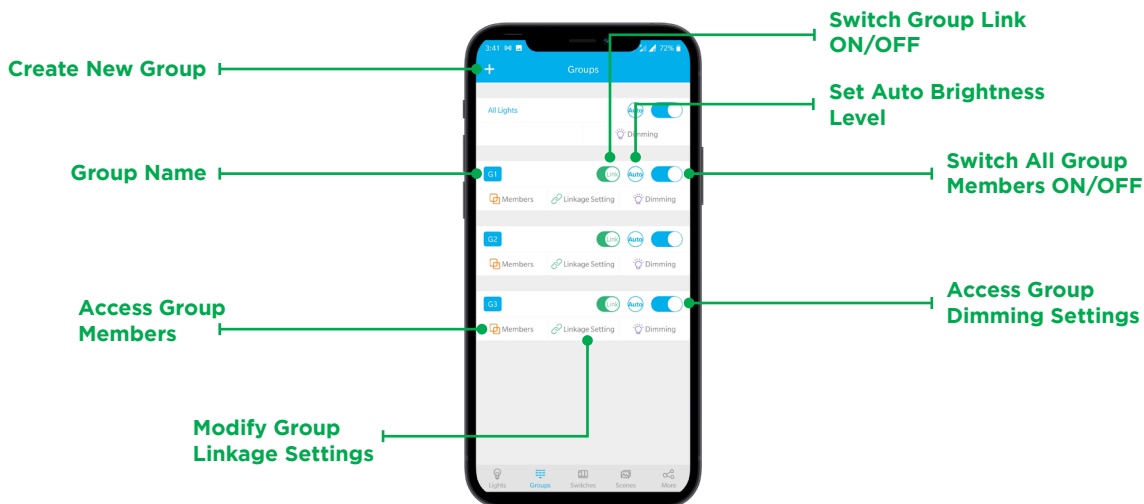 Switch Group Link
ON/OFF
Create New Group
Set Auto Brightness
Level
Group Name
Switch All Group
Members ON/OFF
Access Group
Members
Access Group
Dimming Settings
Modify Group
Linkage Settings
3:41 72%
+ Groups
All Lights Auto
Dimming
G1 Link Auto
Members Linkage Setting Dimming
G2 Link Auto
Members Linkage Setting Dimming
G3 Link Auto
Members Linkage Setting Dimming
Lights Groups Switches Scenes More